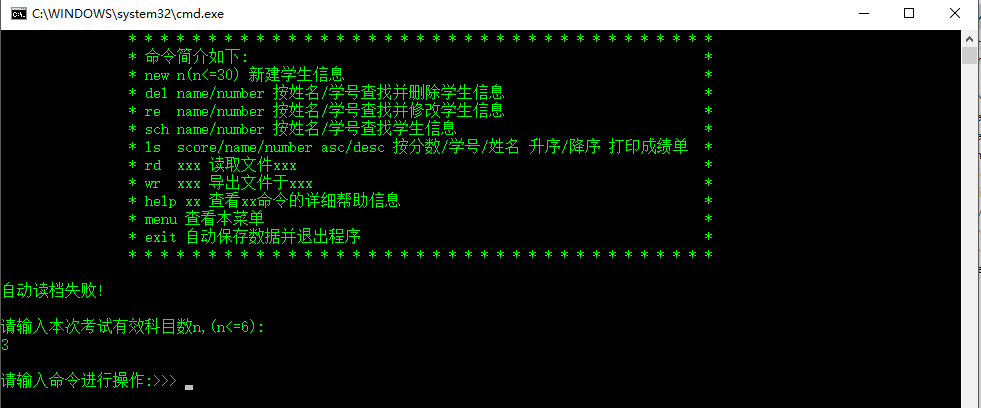 C:\WINDOWS\system32\cmd.exe
* * * * * * * * * * * * * * * * * * * * * * * * * * * * * * * * * * * *
* 命令简介如下: *
* new n(n<=30) 新建学生信息 *
* del name/number 按姓名/学号查找并删除学生信息 *
* re  name/number 按姓名/学号查找并修改学生信息 *
* sch name/number 按姓名/学号查找学生信息 *
* ls  score/name/number asc/desc 按分数/学号/姓名 升序/降序 打印成绩单 *
* rd  xxx 读取文件xxx *
* wr  xxx 导出文件于xxx *
* help xx 查看xx命令的详细帮助信息 *
* menu 查看本菜单 *
* exit 自动保存数据并退出程序 *
* * * * * * * * * * * * * * * * * * * * * * * * * * * * * * * * * * * *
自动读档失败!
请输入本次考试有效科目数n,(n<=6):
3
请输入命令进行操作:>>> _